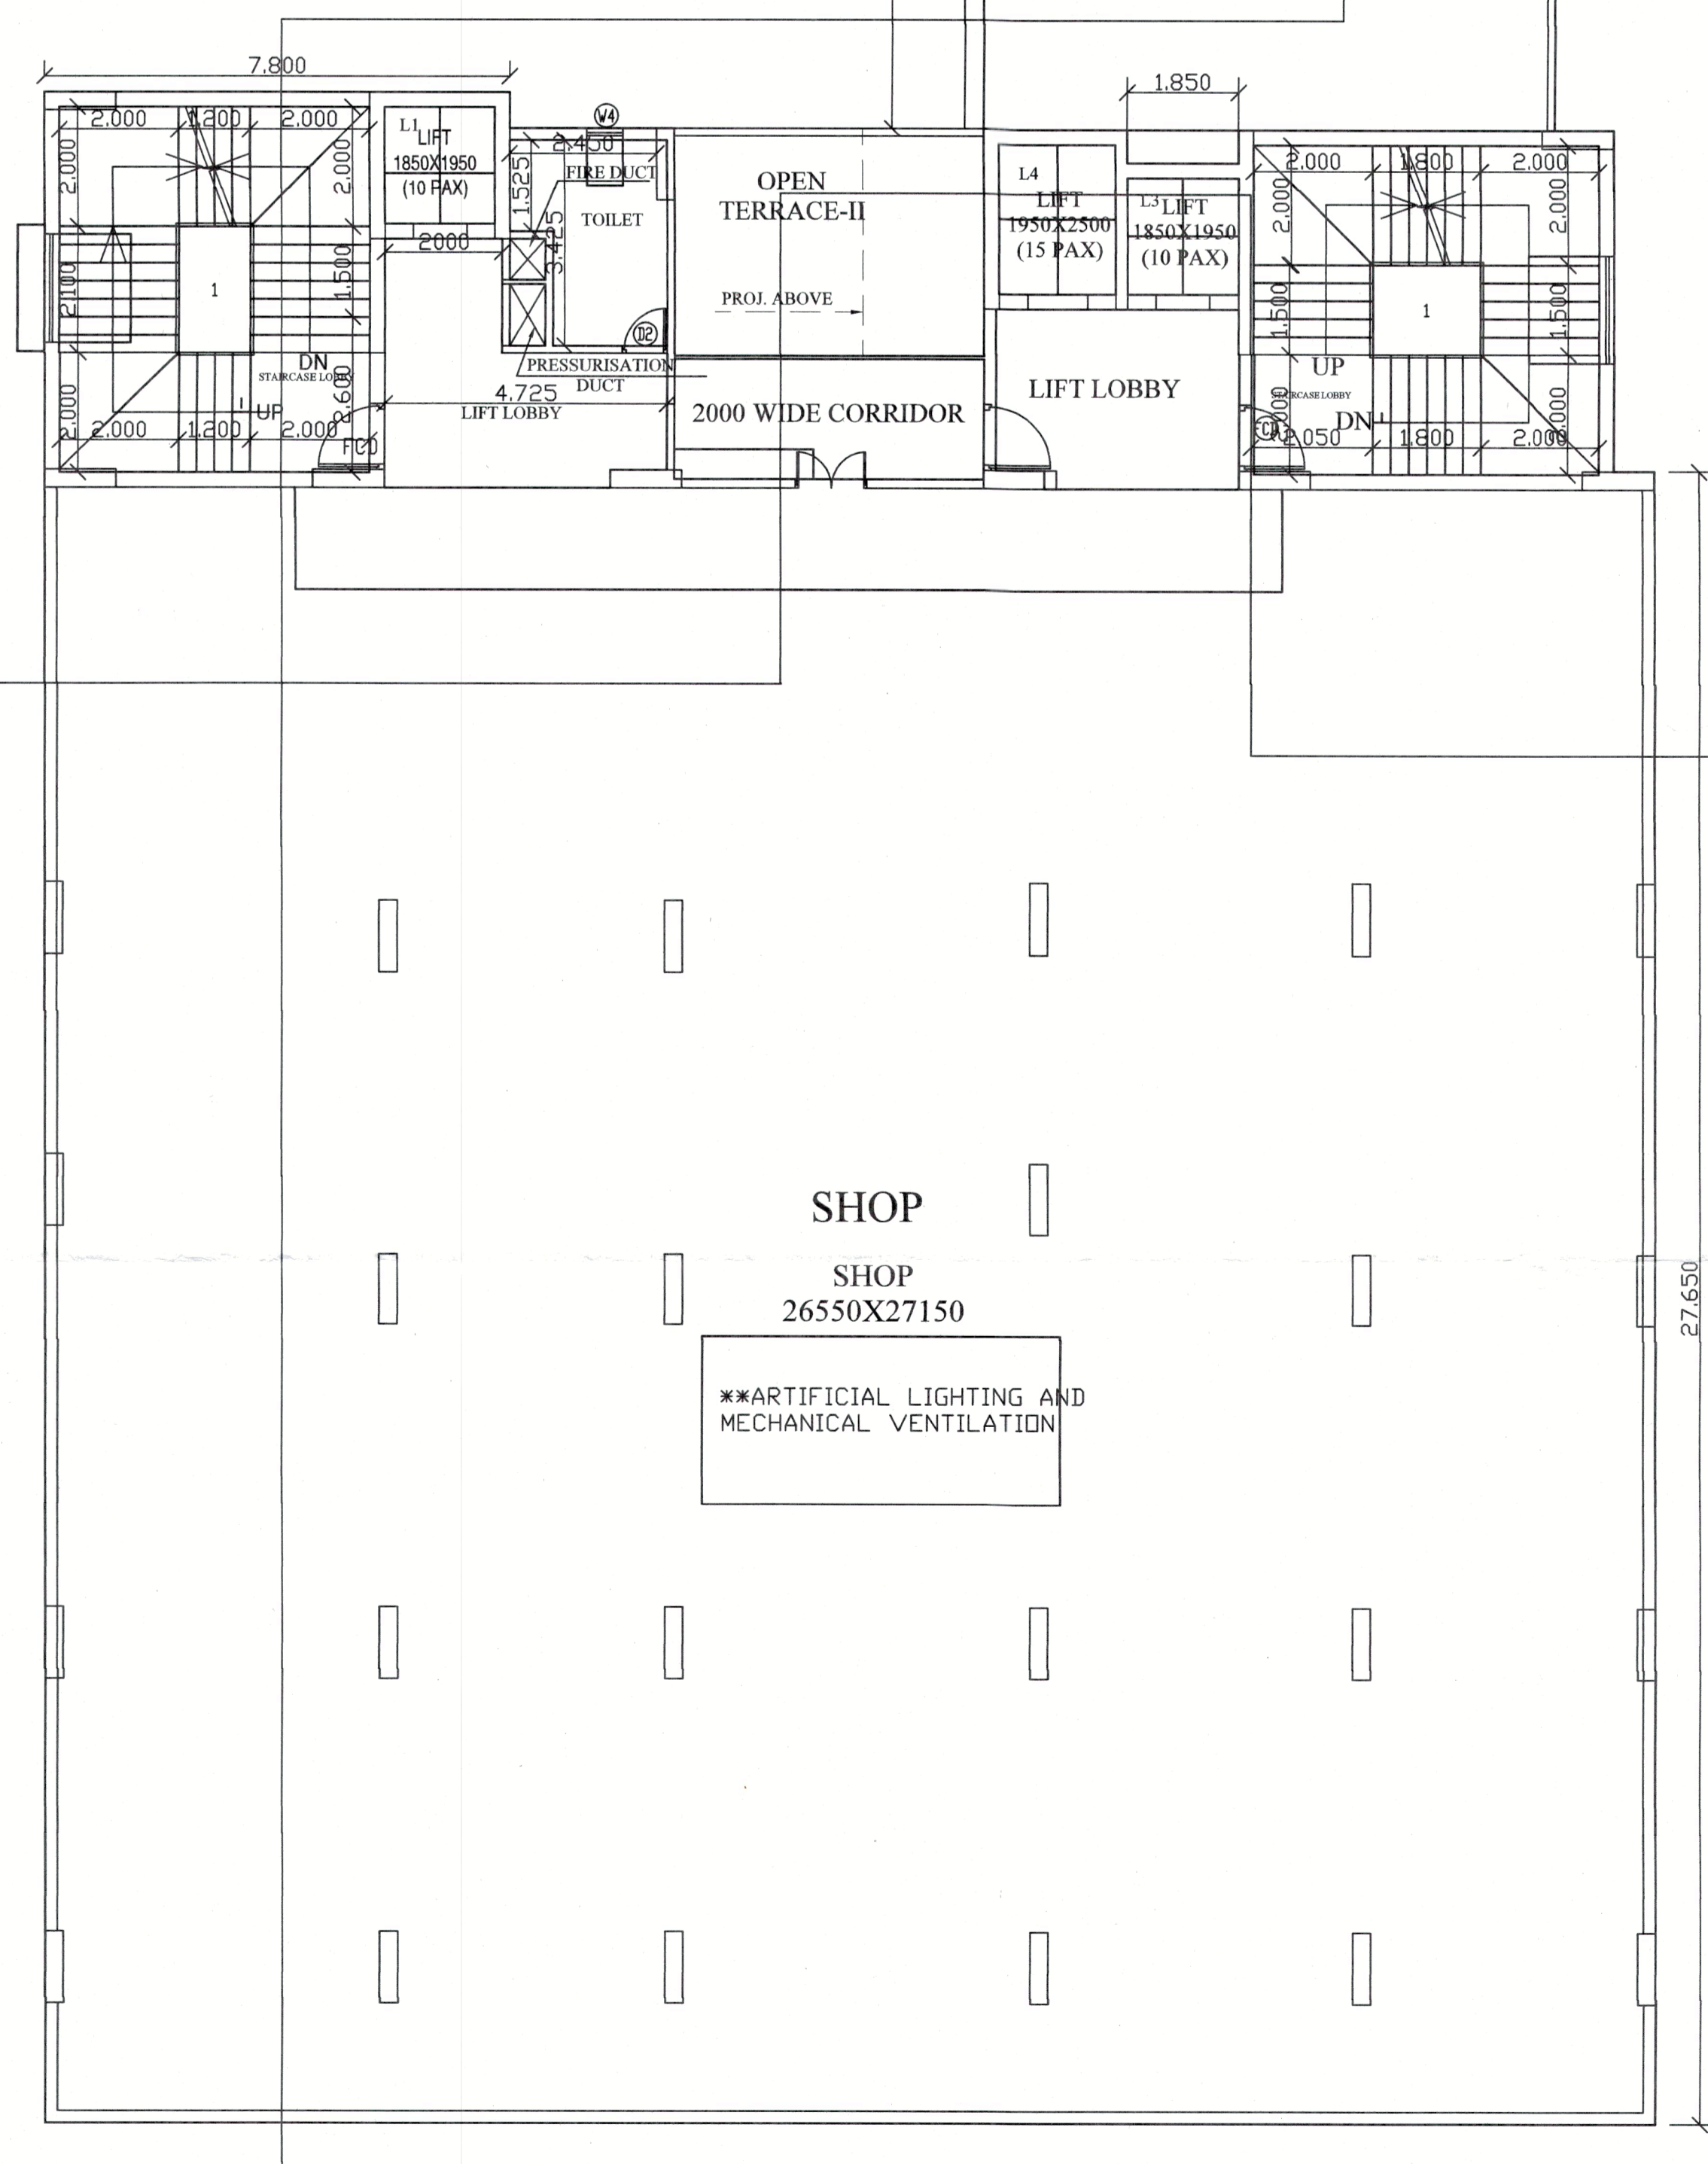 7.800
1.850
2.000
1.200
2.000
L1
LIFT
1850X1950
(10 PAX)
W4
2.450
FIRE DUCT
1.525
TOILET
3.425
2.000
2.000
OPEN
TERRACE-II
PROJ. ABOVE
L4
LIFT
1950X2500
(15 PAX)
L3
LIFT
1850X1950
(10 PAX)
2.000
1.800
2.000
2.000
2.000
2000
2.100
1
1.500
1.500
1
1.500
D2
DN
STAIRCASE LOBBY
PRESSURISATION
DUCT
4.725
LIFT LOBBY
2000 WIDE CORRIDOR
LIFT LOBBY
UP
STAIRCASE LOBBY
DN
2.000
2.600
UP
2.000
1.200
2.000
FCD
FCD
2.050
1.800
2.000
SHOP
SHOP
26550X27150
**ARTIFICIAL LIGHTING AND
MECHANICAL VENTILATION
27.650